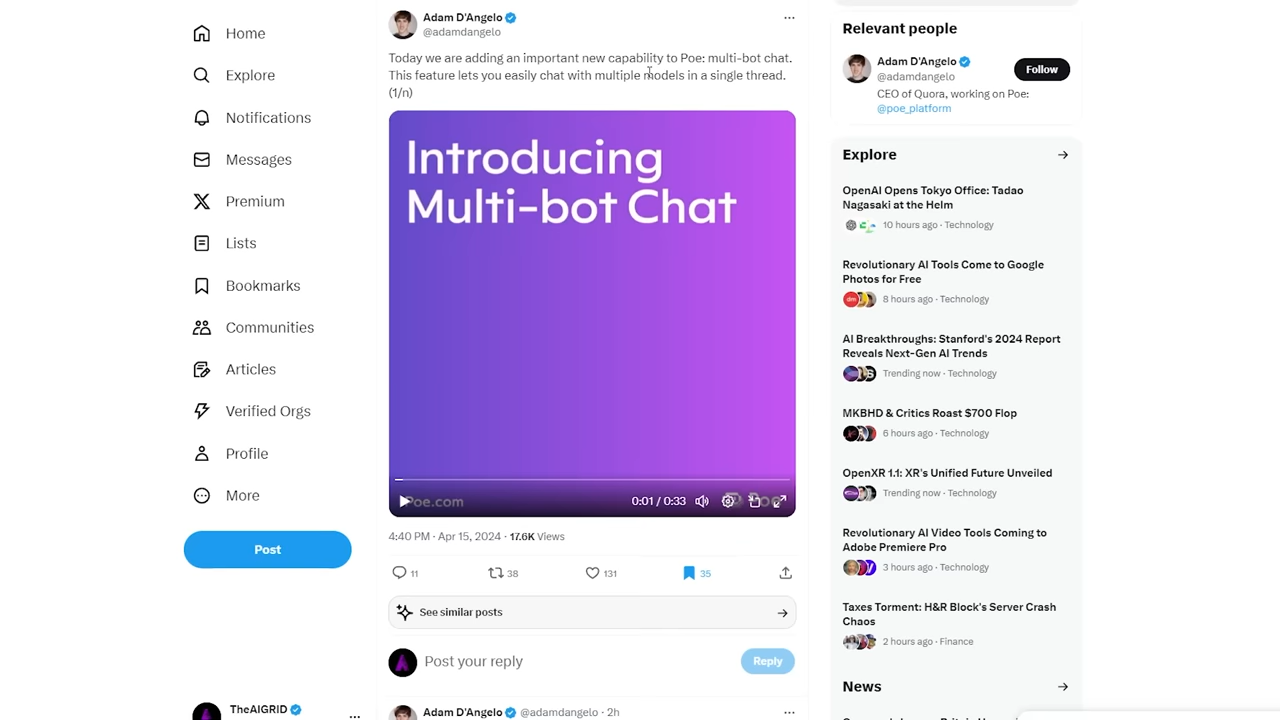 Home
Explore
Notifications
Messages
Premium
Lists
Bookmarks
Communities
Articles
Verified Orgs
Profile
More
Post
TheAIGRID
Adam D'Angelo
@adamdangelo
Today we are adding an important new capability to Poe: multi-bot chat.
This feature lets you easily chat with multiple models in a single thread.
(1/n)
Introducing
Multi-bot Chat
Poe.com
0:01 / 0:33
4:40 PM · Apr 15, 2024 · 17.6K Views
11
38
131
35
See similar posts
Post your reply
Reply
Adam D'Angelo @adamdangelo · 2h
Relevant people
Adam D'Angelo
@adamdangelo
Follow
CEO of Quora, working on Poe:
@poe_platform
Explore
OpenAI Opens Tokyo Office: Tadao
Nagasaki at the Helm
10 hours ago · Technology
Revolutionary AI Tools Come to Google
Photos for Free
8 hours ago · Technology
AI Breakthroughs: Stanford's 2024 Report
Reveals Next-Gen AI Trends
Trending now · Technology
MKBHD & Critics Roast $700 Flop
6 hours ago · Technology
OpenXR 1.1: XR's Unified Future Unveiled
Trending now · Technology
Revolutionary AI Video Tools Coming to
Adobe Premiere Pro
3 hours ago · Technology
Taxes Torment: H&R Block's Server Crash
Chaos
2 hours ago · Finance
News